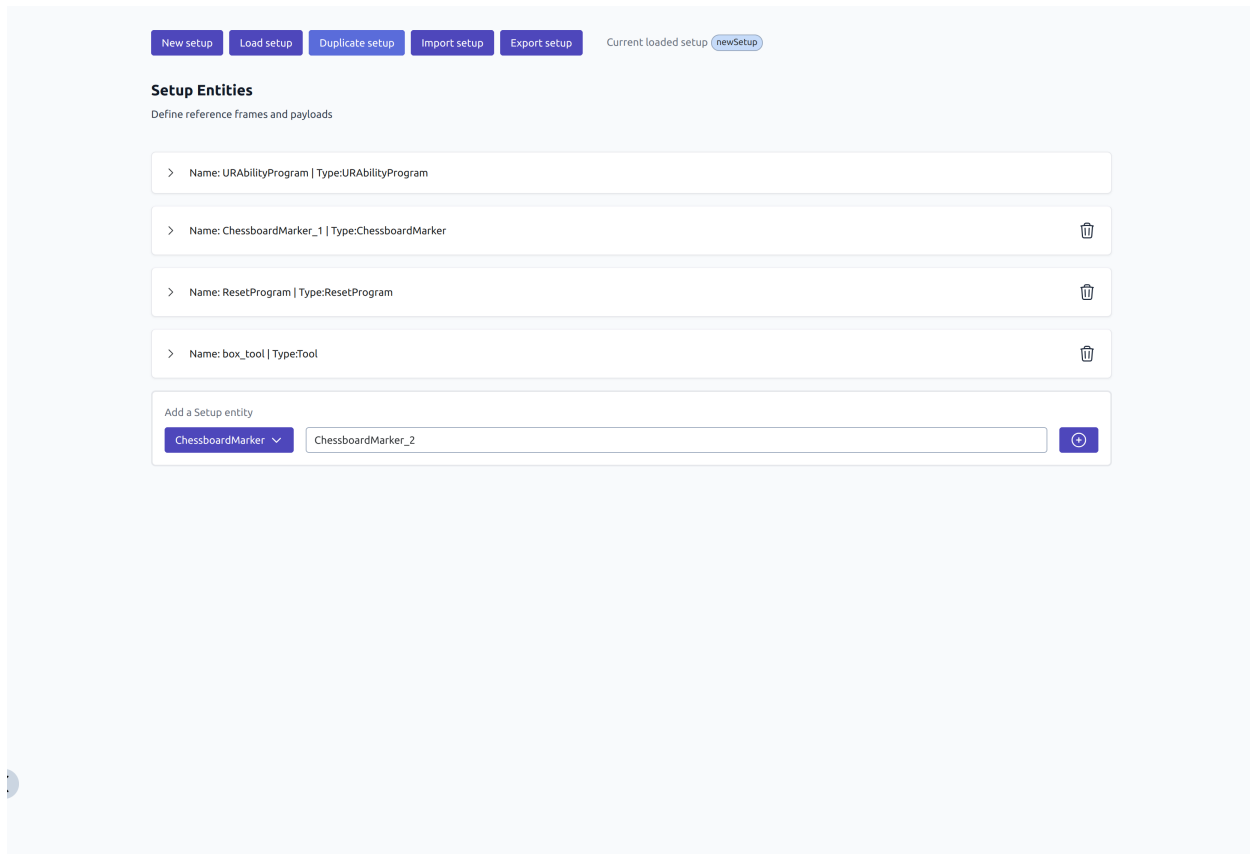 New setup Load setup Duplicate setup Import setup Export setup Current loaded setup newSetup
Setup Entities
Define reference frames and payloads
Name: URAbilityProgram | Type:URAbilityProgram
Name: ChessboardMarker_1 | Type:ChessboardMarker
Name: ResetProgram | Type:ResetProgram
Name: box_tool | Type:Tool
Add a Setup entity
ChessboardMarker ChessboardMarker_2